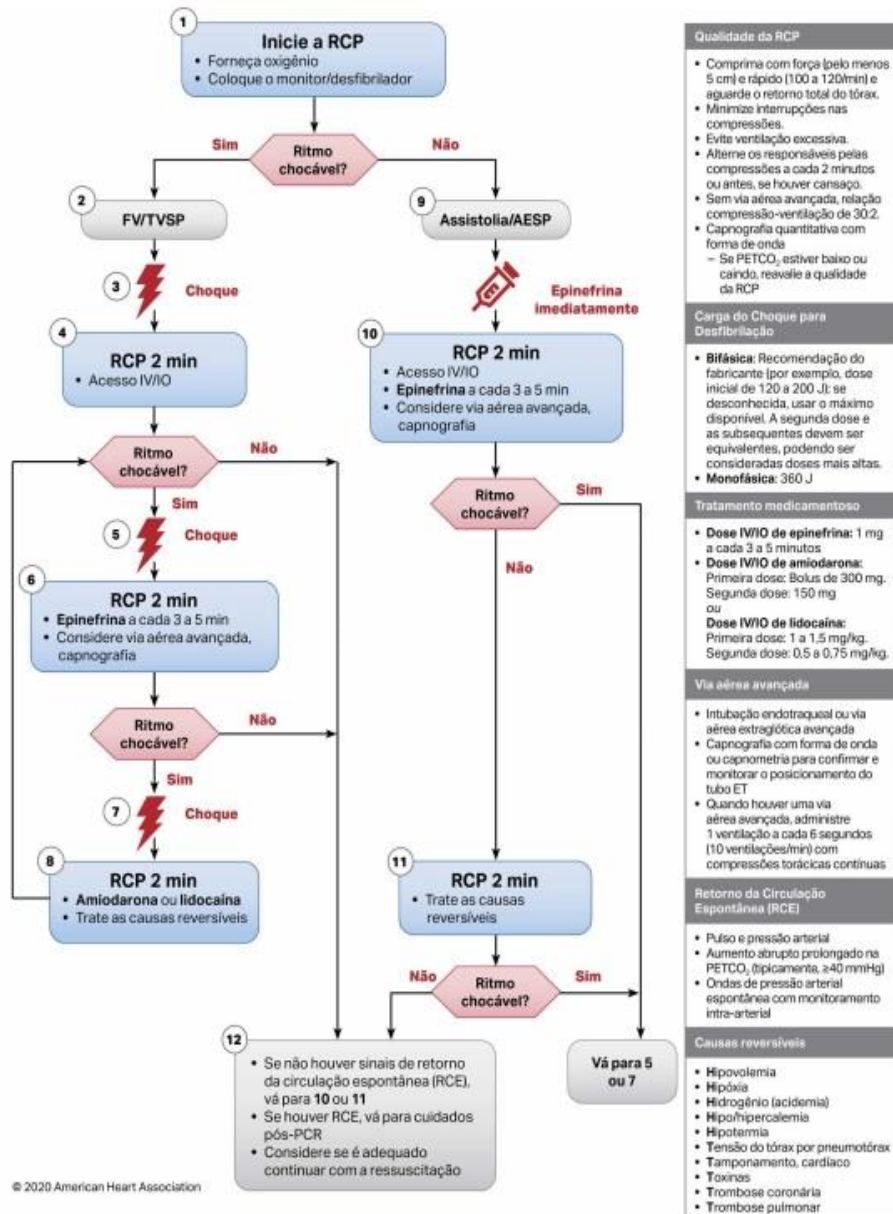 1
Inicie a RCP
• Forneça oxigênio
• Coloque o monitor/desfibrilador
Sim
Ritmo
chocável?
Não
2
FV/TVSP
9
Assistolia/AESP
3
Choque
Epinefrina
imediatamente
4
RCP 2 min
• Acesso IV/IO
10
RCP 2 min
• Acesso IV/IO
• Epinefrina a cada 3 a 5 min
• Considere via aérea avançada,
capnografia
Ritmo
chocável?
Não
Sim
Ritmo
chocável?
Sim
Não
5
Choque
6
RCP 2 min
• Epinefrina a cada 3 a 5 min
• Considere via aérea avançada,
capnografia
Ritmo
chocável?
Não
Sim
7
Choque
8
RCP 2 min
• Amiodarona ou lidocaína
• Trate as causas reversíveis
11
RCP 2 min
• Trate as causas
reversíveis
Não
Ritmo
chocável?
Sim
12
• Se não houver sinais de retorno
da circulação espontânea (RCE),
vá para 10 ou 11
• Se houver RCE, vá para cuidados
pós-PCR
• Considere se é adequado
continuar com a ressuscitação
Vá para 5
ou 7
© 2020 American Heart Association
Qualidade da RCP
• Comprima com força (pelo menos
5 cm) e rápido (100 a 120/min) e
aguarde o retorno total do tórax.
• Minimize interrupções nas
compressões.
• Evite ventilação excessiva.
• Alterne os responsáveis pelas
compressões a cada 2 minutos
ou antes, se houver cansaço.
• Sem via aérea avançada, relação
compressão-ventilação de 30:2.
• Capnografia quantitativa com
forma de onda
– Se PETCO₂ estiver baixo ou
caindo, reavalie a qualidade
da RCP
Carga do Choque para
Desfibrilação
• Bifásica: Recomendação do
fabricante (por exemplo, dose
inicial de 120 a 200 J); se
desconhecida, usar o máximo
disponível. A segunda dose e
as subsequentes devem ser
equivalentes, podendo ser
consideradas doses mais altas.
• Monofásica: 360 J
Tratamento medicamentoso
• Dose IV/IO de epinefrina: 1 mg
a cada 3 a 5 minutos
• Dose IV/IO de amiodarona:
Primeira dose: Bolus de 300 mg.
Segunda dose: 150 mg
ou
Dose IV/IO de lidocaína:
Primeira dose: 1 a 1,5 mg/kg.
Segunda dose: 0,5 a 0,75 mg/kg.
Via aérea avançada
• Intubação endotraqueal ou via
aérea extraglótica avançada
• Capnografia com forma de onda
ou capnometria para confirmar e
monitorar o posicionamento do
tubo ET
• Quando houver uma via
aérea avançada, administre
1 ventilação a cada 6 segundos
(10 ventilações/min) com
compressões torácicas contínuas
Retorno da Circulação
Espontânea (RCE)
• Pulso e pressão arterial
• Aumento abrupto prolongado na
PETCO₂ (tipicamente, ≥40 mmHg)
• Ondas de pressão arterial
espontânea com monitoramento
intra-arterial
Causas reversíveis
• Hipovolemia
• Hipóxia
• Hidrogênio (acidemia)
• Hipo/hipercalemia
• Hipotermia
• Tensão do tórax por pneumotórax
• Tamponamento, cardíaco
• Toxinas
• Trombose coronária
• Trombose pulmonar